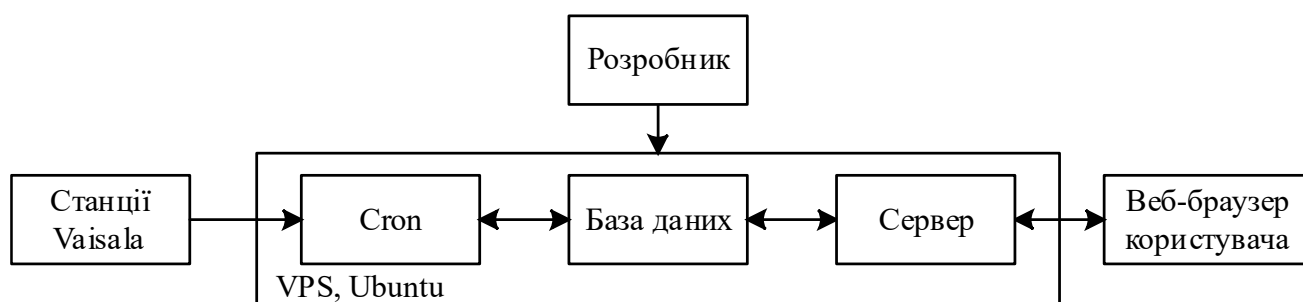 Розробник
Станції
Vaisala
Cron
База даних
Сервер
Веб-браузер
користувача
VPS, Ubuntu